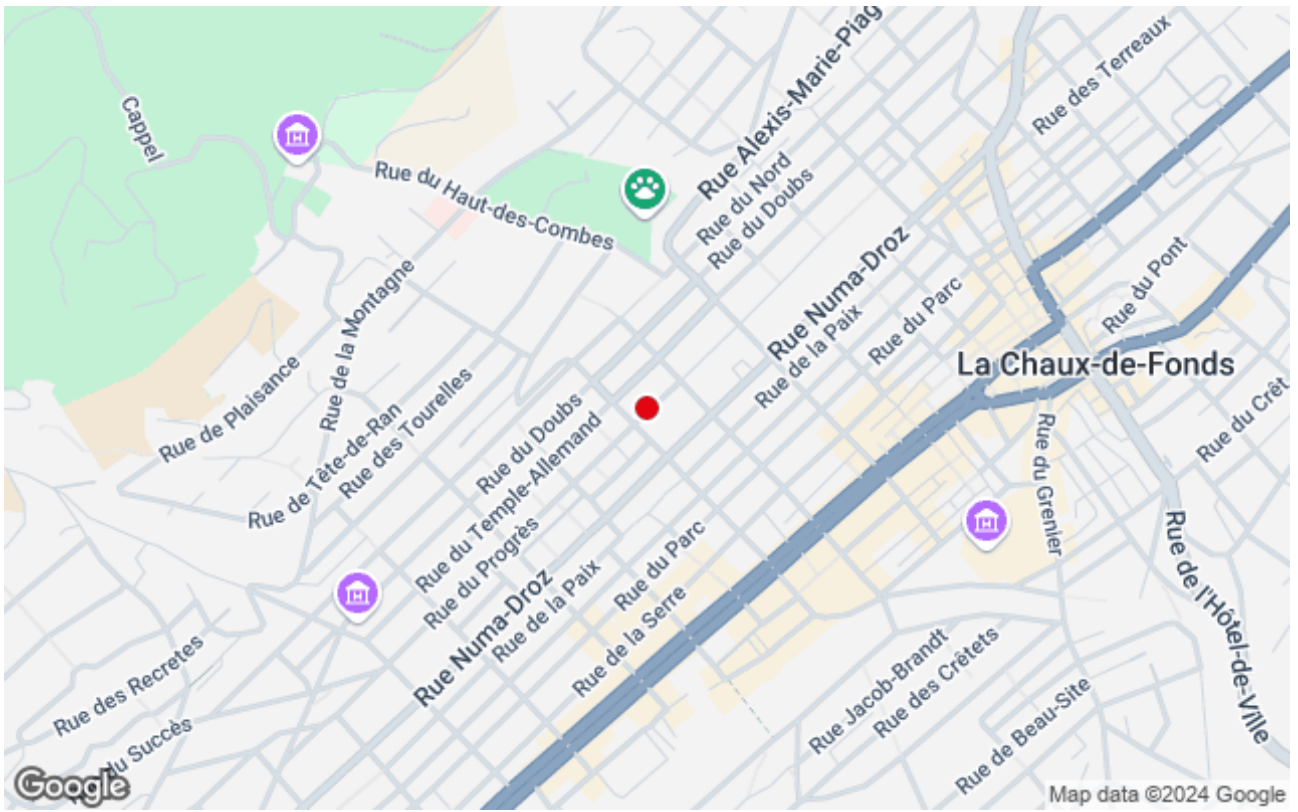 Cappel
Rue du Haut-des-Combes
Rue Alexis-Marie-Piag
Rue des Terreaux
Rue du Nord
Rue du Doubs
Rue Numa-Droz
Rue du Parc
Rue de la Paix
Rue du Pont
La Chaux-de-Fonds
Rue de la Montagne
Rue de Plaisance
Rue de Tête-de-Ran
Rue des Tourelles
Rue du Doubs
Rue du Temple-Allemand
Rue du Progrès
Rue du Crêt
Rue du Grenier
Rue du Parc
Rue de la Paix
Rue Numa-Droz
Rue de la Serre
Rue de l'Hôtel-de-Ville
Rue des Recretes
Rue Jacob-Brandt
Rue des Crêtets
Rue de Beau-Site
du Succès
Google
Map data ©2024 Google